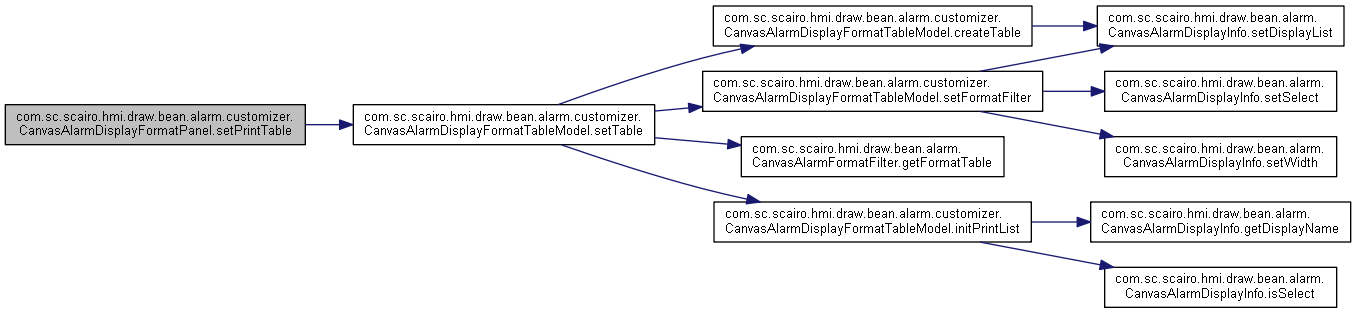 com.sc.scairo.hmi.draw.bean.alarm.customizer.
CanvasAlarmDisplayFormatPanel.setPrintTable
com.sc.scairo.hmi.draw.bean.alarm.customizer.
CanvasAlarmDisplayFormatTableModel.setTable
com.sc.scairo.hmi.draw.bean.alarm.customizer.
CanvasAlarmDisplayFormatTableModel.createTable
com.sc.scairo.hmi.draw.bean.alarm.customizer.
CanvasAlarmDisplayFormatTableModel.setFormatFilter
com.sc.scairo.hmi.draw.bean.alarm.
CanvasAlarmFormatFilter.getFormatTable
com.sc.scairo.hmi.draw.bean.alarm.customizer.
CanvasAlarmDisplayFormatTableModel.initPrintList
com.sc.scairo.hmi.draw.bean.alarm.
CanvasAlarmDisplayInfo.setDisplayList
com.sc.scairo.hmi.draw.bean.alarm.
CanvasAlarmDisplayInfo.setSelect
com.sc.scairo.hmi.draw.bean.alarm.
CanvasAlarmDisplayInfo.setWidth
com.sc.scairo.hmi.draw.bean.alarm.
CanvasAlarmDisplayInfo.getDisplayName
com.sc.scairo.hmi.draw.bean.alarm.
CanvasAlarmDisplayInfo.isSelect